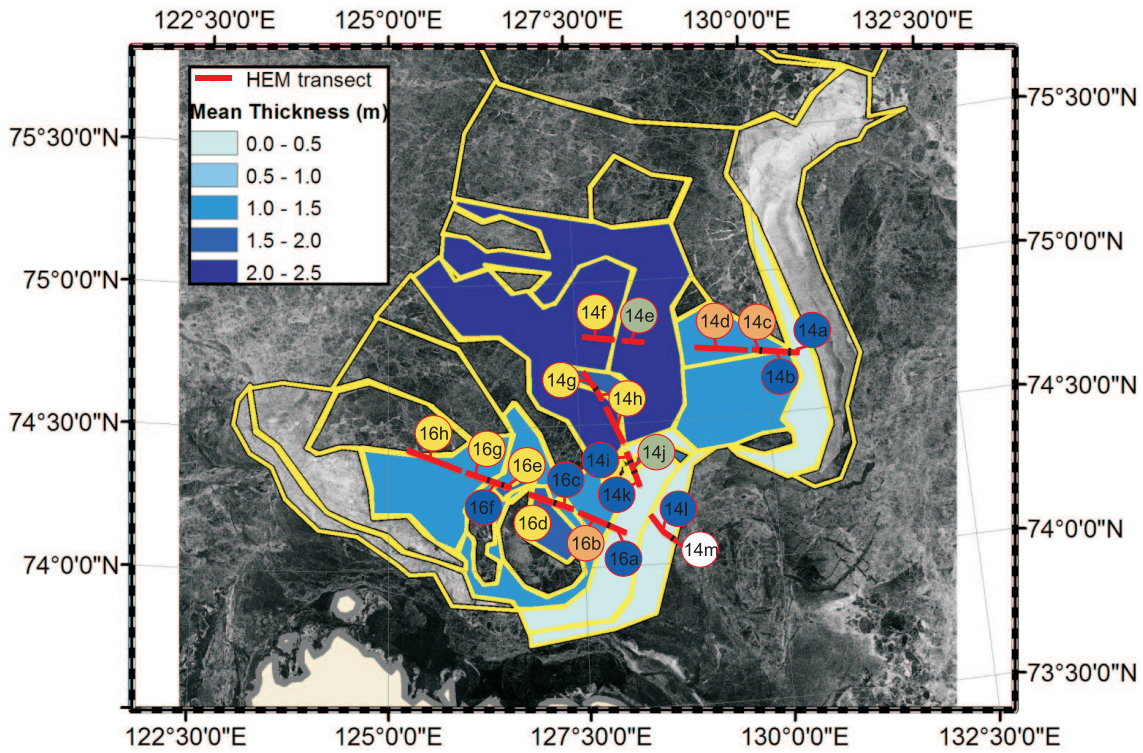 122°30'0"E 125°0'0"E 127°30'0"E 130°0'0"E 132°30'0"E
HEM transect
Mean Thickness (m)
0.0 - 0.5
0.5 - 1.0
1.0 - 1.5
1.5 - 2.0
2.0 - 2.5
75°30'0"N
75°0'0"N
74°30'0"N
74°0'0"N
75°30'0"N
75°0'0"N
74°30'0"N
74°0'0"N
73°30'0"N
14f
14e
14d
14c
14a
14b
14g
14h
16h
16g
16e
16c
14i
14j
16f
14k
14l
16d
16b
16a
14m
122°30'0"E 125°0'0"E 127°30'0"E 130°0'0"E 132°30'0"E